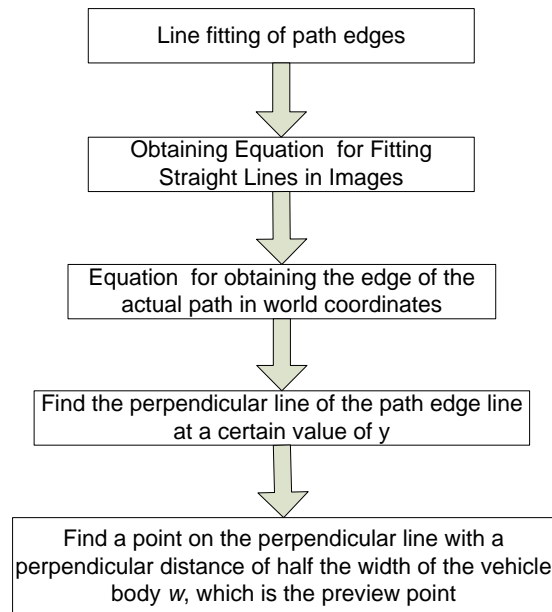 Line fitting of path edges
Obtaining Equation  for Fitting
Straight Lines in Images
Equation  for obtaining the edge of the
actual path in world coordinates
Find the perpendicular line of the path edge line
at a certain value of y
Find a point on the perpendicular line with a
perpendicular distance of half the width of the vehicle
body w, which is the preview point